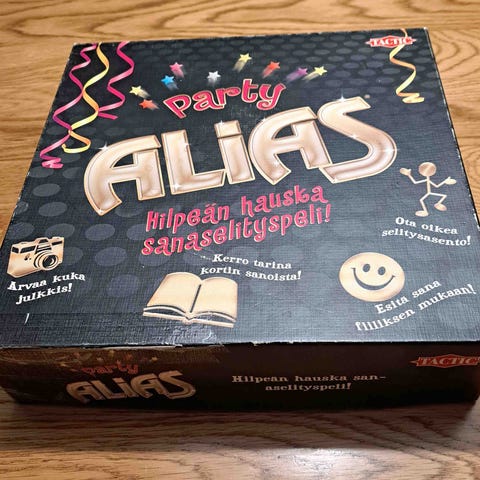 TACTIC
Party
ALiAS
Hilpeän hauska
sanaselityspeli!
Ota oikea
selitysasento!
Arvaa kuka
julkkis!
Kerro tarina
kortin sanoista!
Esitä sana
fiiliksen mukaan!
Party
ALiAS
Hilpeän hauska san-
aselityspeli!
TACTIC